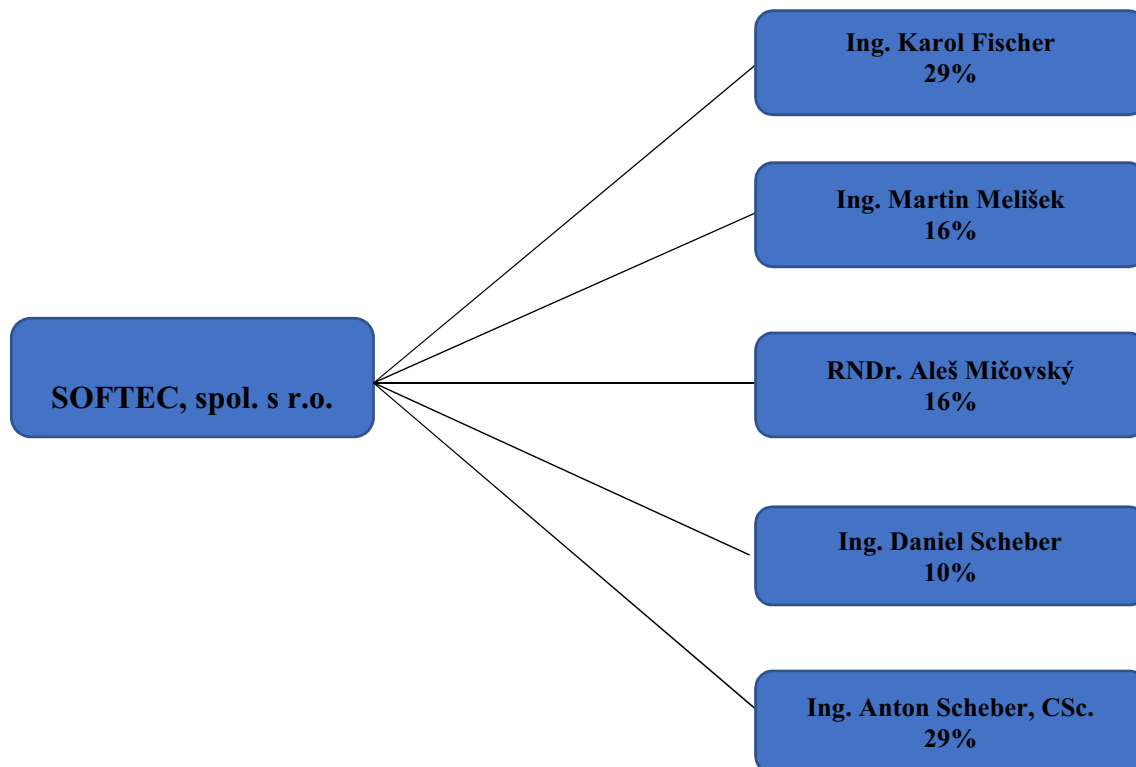 Ing. Karol Fischer
29%
Ing. Martin Melišek
16%
SOFTEC, spol. s r.o.
RNDr. Aleš Mičovský
16%
Ing. Daniel Scheber
10%
Ing. Anton Scheber, CSc.
29%